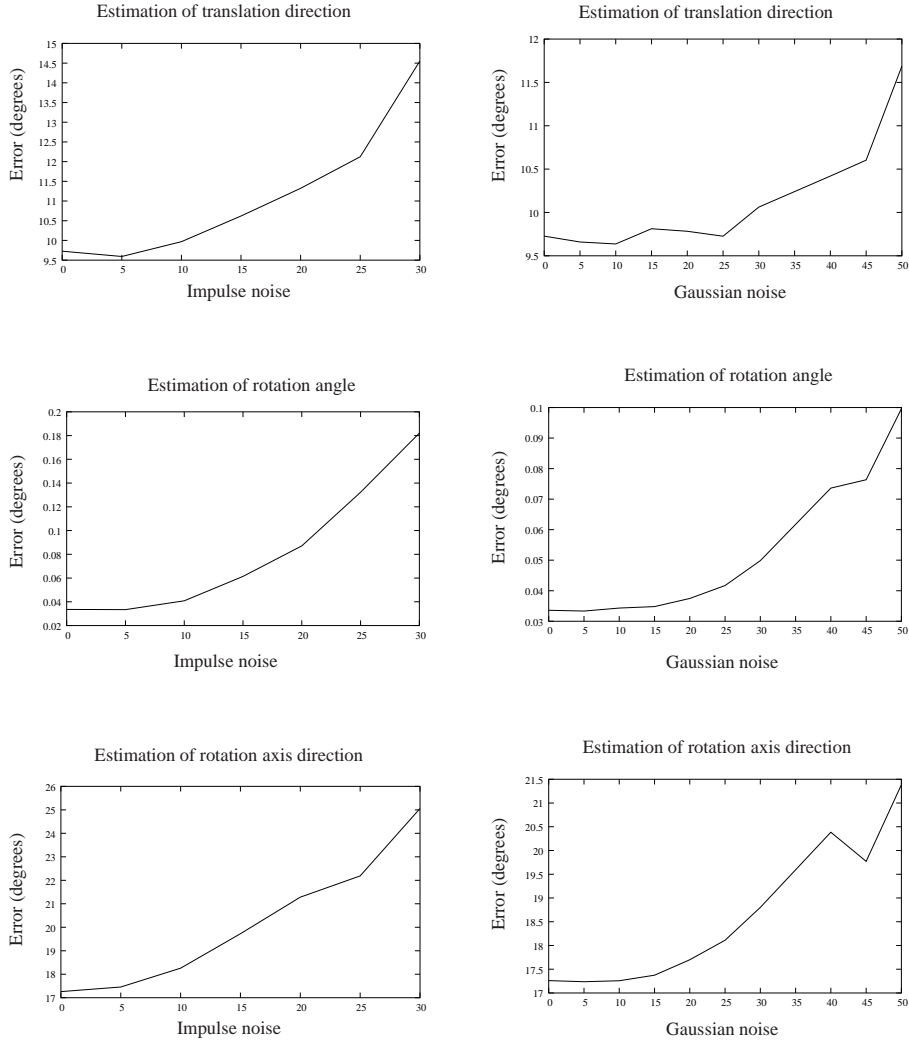 Estimation of translation direction
15
14.5
14
13.5
13
12.5
12
11.5
11
10.5
10
9.5
0 5 10 15 20 25 30
Error (degrees)
Impulse noise
Estimation of translation direction
12
11.5
11
10.5
10
9.5
0 5 10 15 20 25 30 35 40 45 50
Error (degrees)
Gaussian noise
Estimation of rotation angle
0.2
0.18
0.16
0.14
0.12
0.1
0.08
0.06
0.04
0.02
0 5 10 15 20 25 30
Error (degrees)
Impulse noise
Estimation of rotation angle
0.1
0.09
0.08
0.07
0.06
0.05
0.04
0.03
0 5 10 15 20 25 30 35 40 45 50
Error (degrees)
Gaussian noise
Estimation of rotation axis direction
26
25
24
23
22
21
20
19
18
17
0 5 10 15 20 25 30
Error (degrees)
Impulse noise
Estimation of rotation axis direction
21.5
21
20.5
20
19.5
19
18.5
18
17.5
17
0 5 10 15 20 25 30 35 40 45 50
Error (degrees)
Gaussian noise